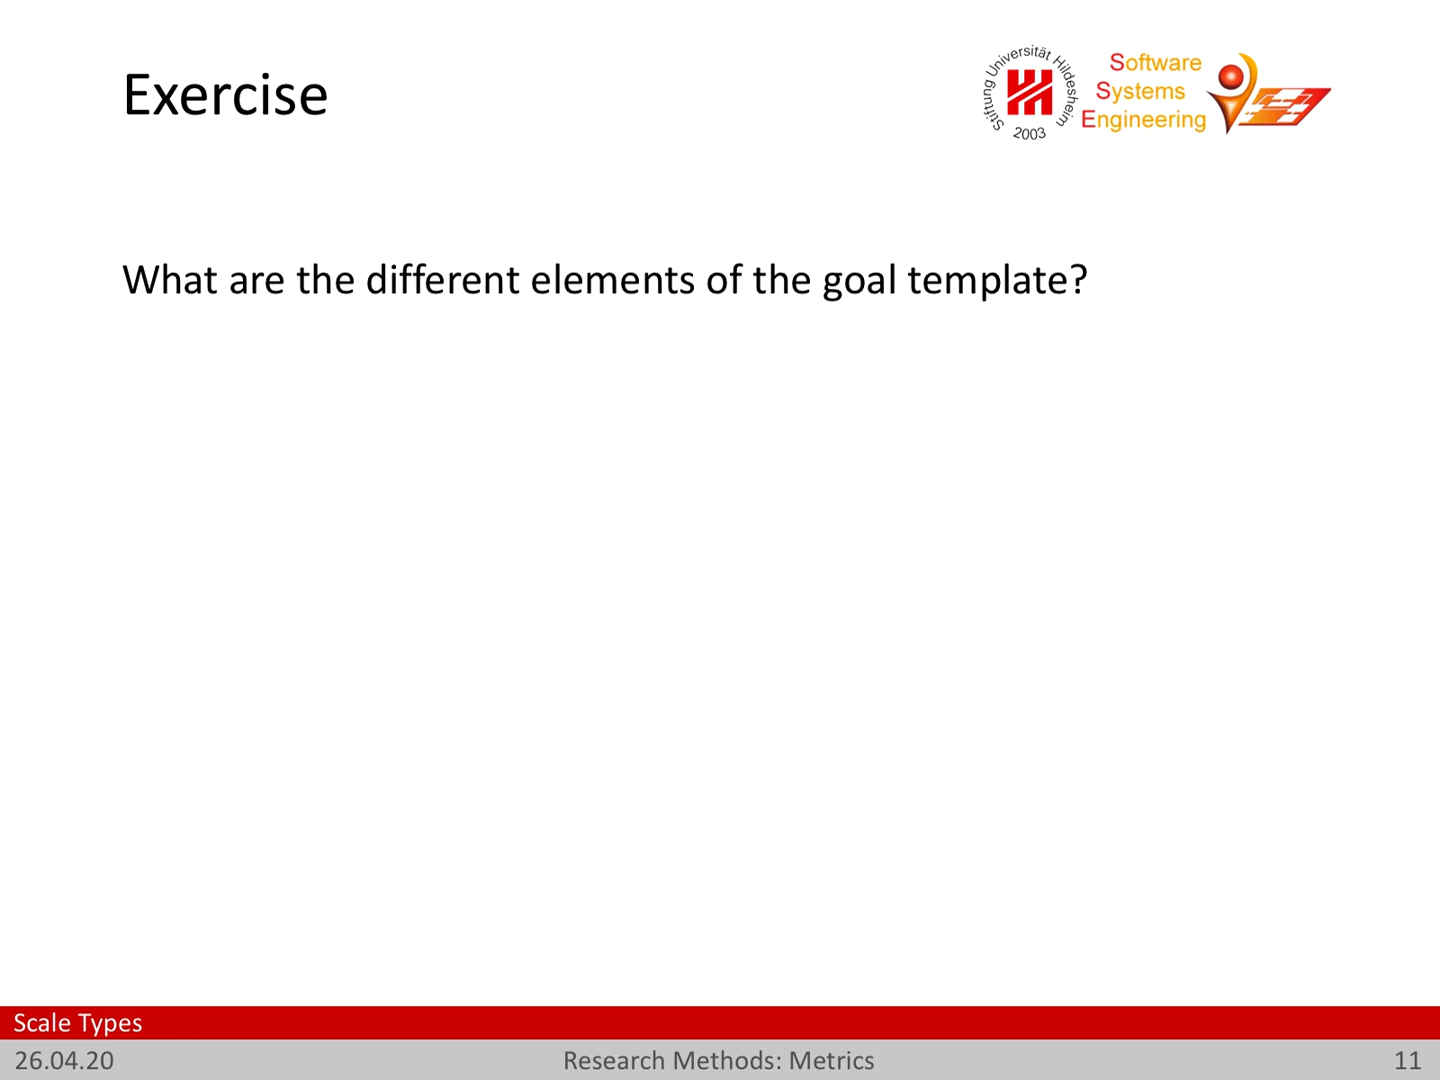 Exercise
Stiftung Universität Hildesheim
2003
Software
Systems
Engineering
What are the different elements of the goal template?
Scale Types
26.04.20
Research Methods: Metrics
11